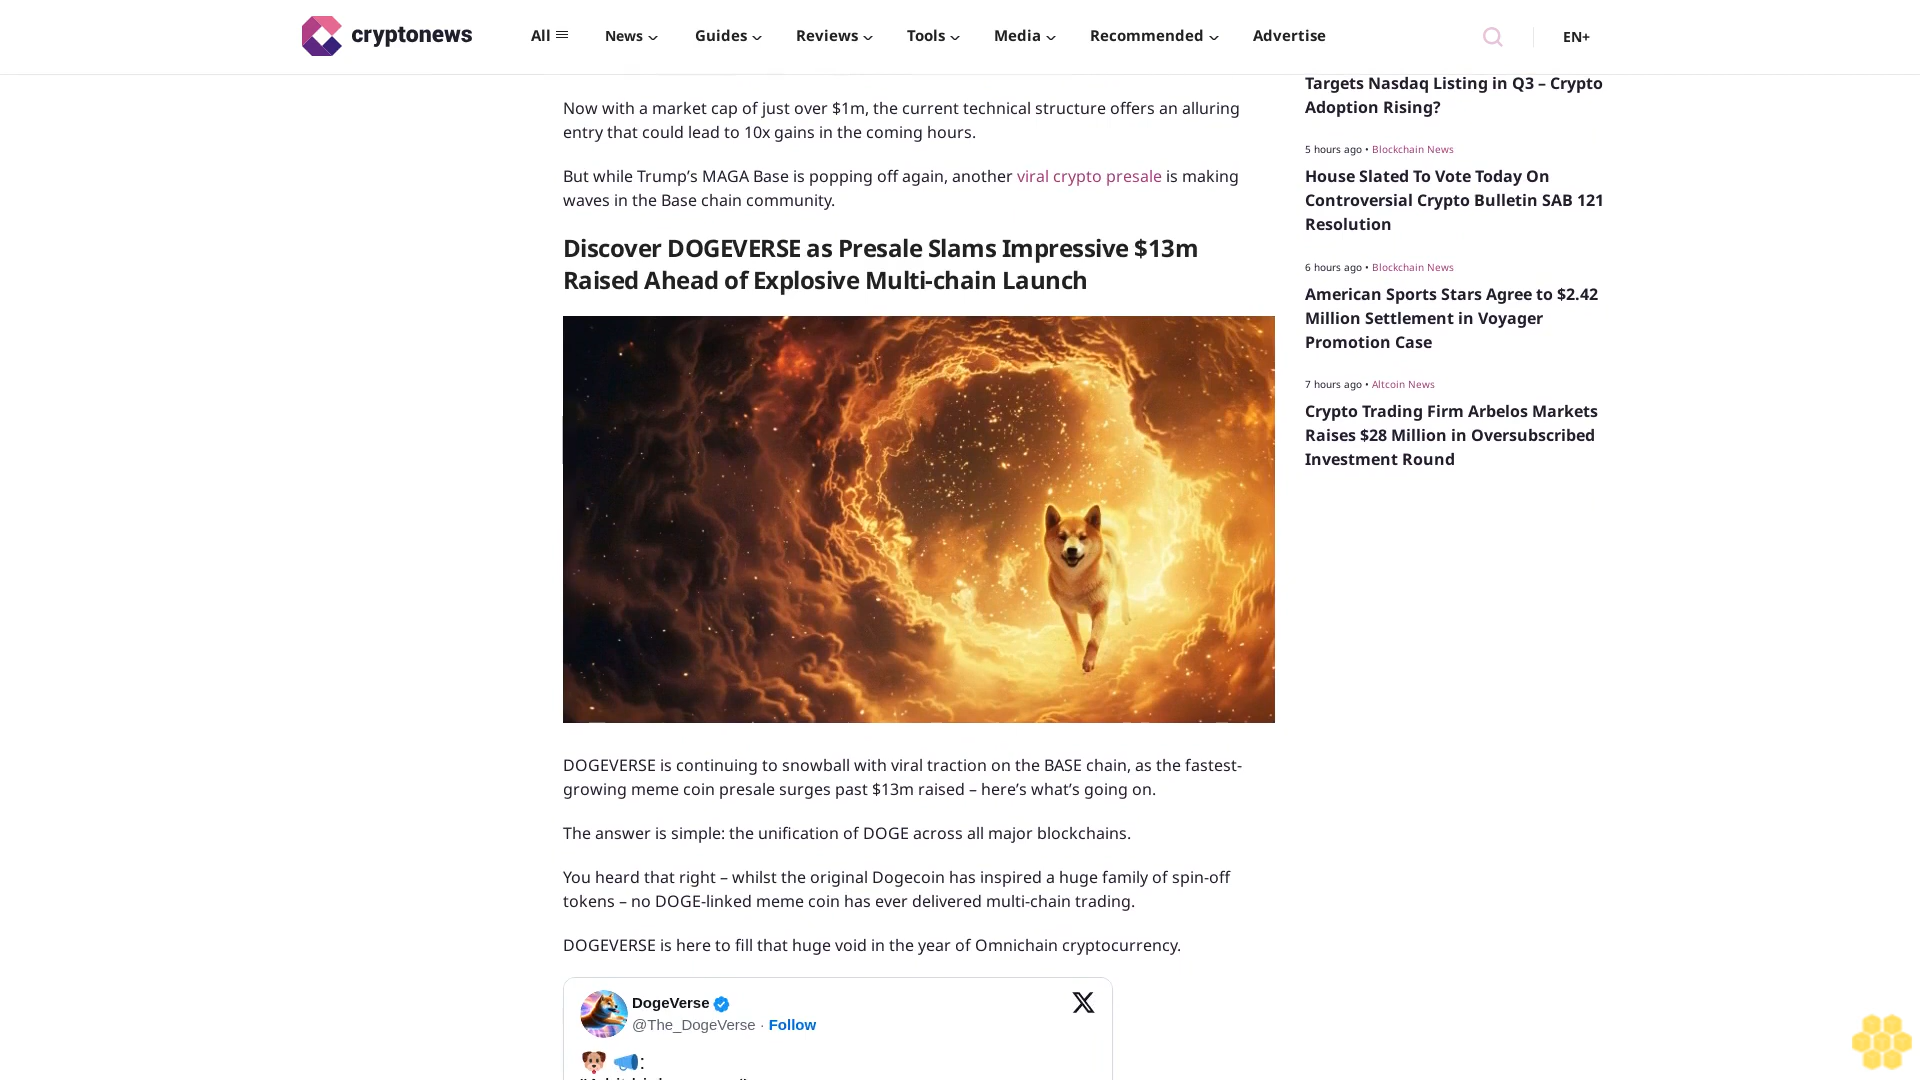 cryptonews
All
News
Guides
Reviews
Tools
Media
Recommended
Advertise
EN+
Now with a market cap of just over $1m, the current technical structure offers an alluring
entry that could lead to 10x gains in the coming hours.
But while Trump’s MAGA Base is popping off again, another viral crypto presale is making
waves in the Base chain community.
Discover DOGEVERSE as Presale Slams Impressive $13m
Raised Ahead of Explosive Multi-chain Launch
DOGEVERSE is continuing to snowball with viral traction on the BASE chain, as the fastest-
growing meme coin presale surges past $13m raised – here’s what’s going on.
The answer is simple: the unification of DOGE across all major blockchains.
You heard that right – whilst the original Dogecoin has inspired a huge family of spin-off
tokens – no DOGE-linked meme coin has ever delivered multi-chain trading.
DOGEVERSE is here to fill that huge void in the year of Omnichain cryptocurrency.
DogeVerse
@The_DogeVerse · Follow
:
Targets Nasdaq Listing in Q3 – Crypto
Adoption Rising?
5 hours ago • Blockchain News
House Slated To Vote Today On
Controversial Crypto Bulletin SAB 121
Resolution
6 hours ago • Blockchain News
American Sports Stars Agree to $2.42
Million Settlement in Voyager
Promotion Case
7 hours ago • Altcoin News
Crypto Trading Firm Arbelos Markets
Raises $28 Million in Oversubscribed
Investment Round